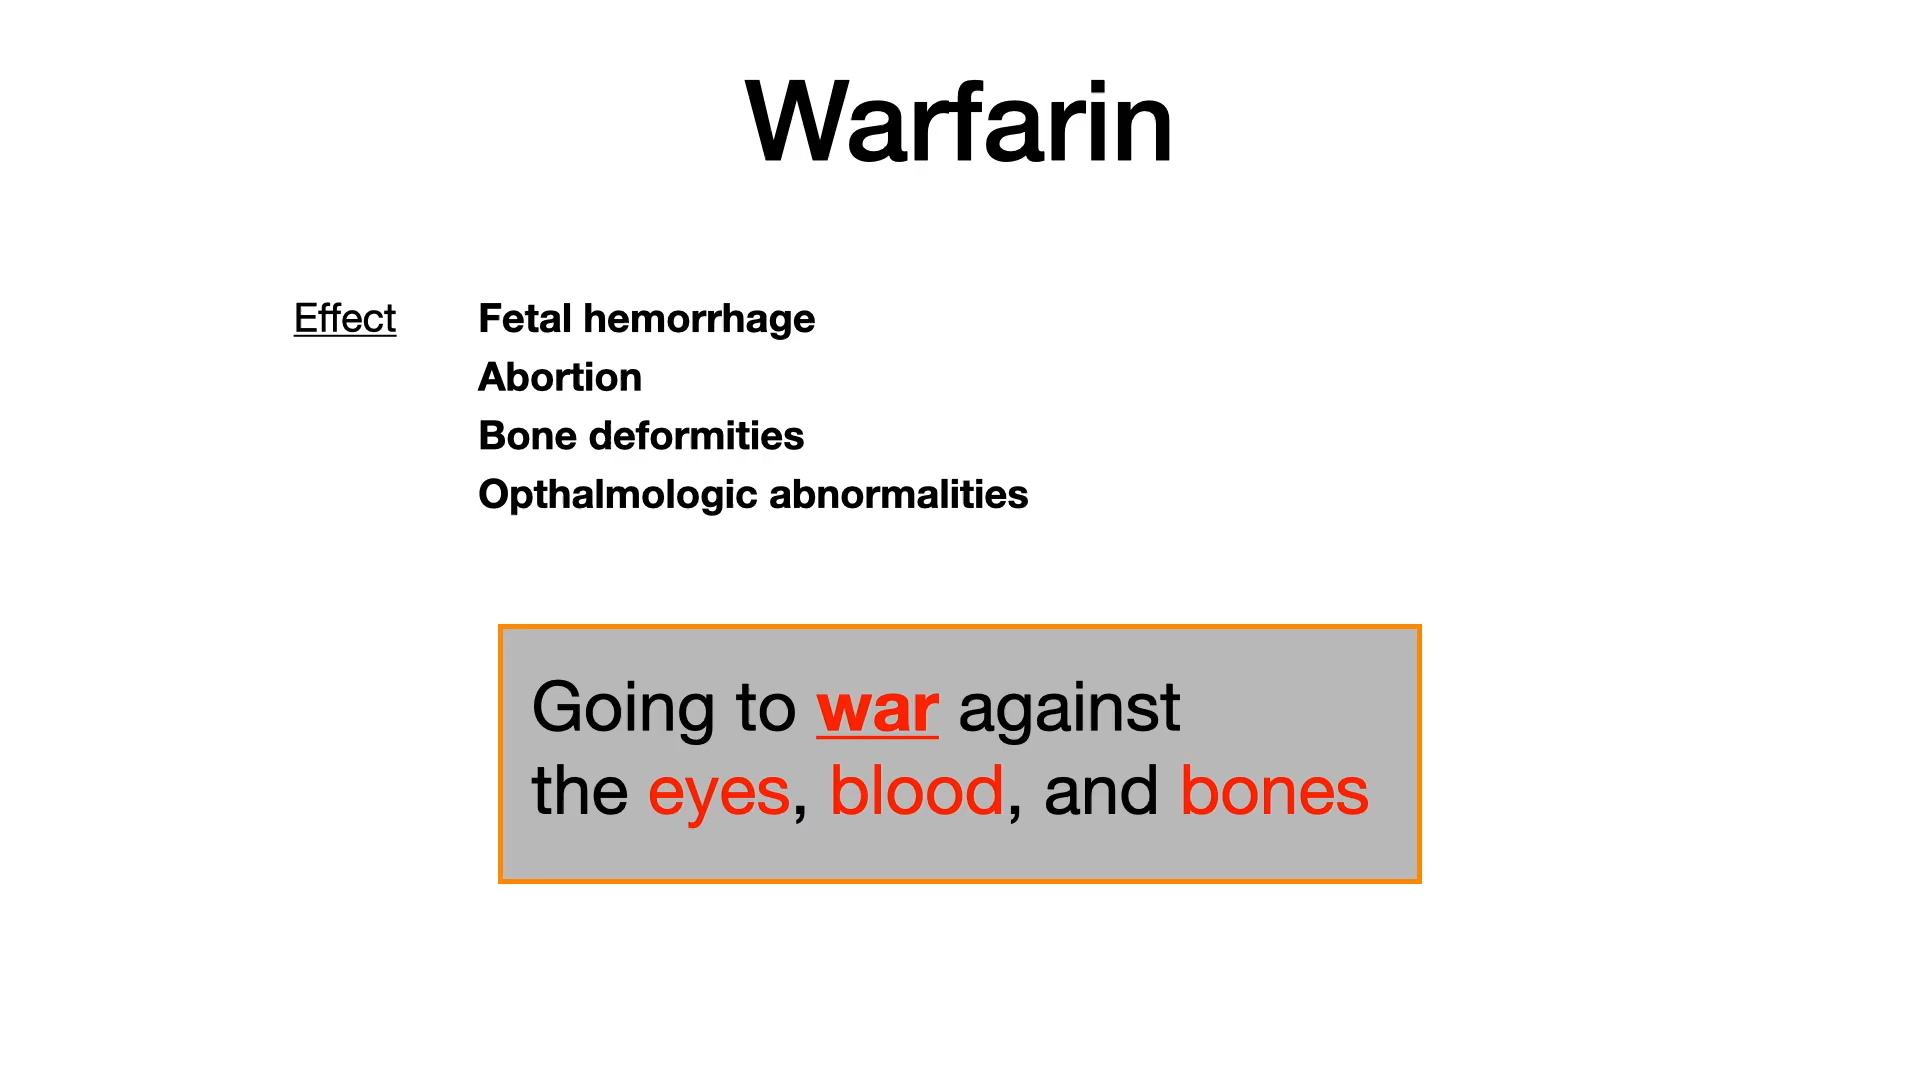 Warfarin
Effect Fetal hemorrhage
Abortion
Bone deformities
Opthalmologic abnormalities
Going to war against
the eyes, blood, and bones